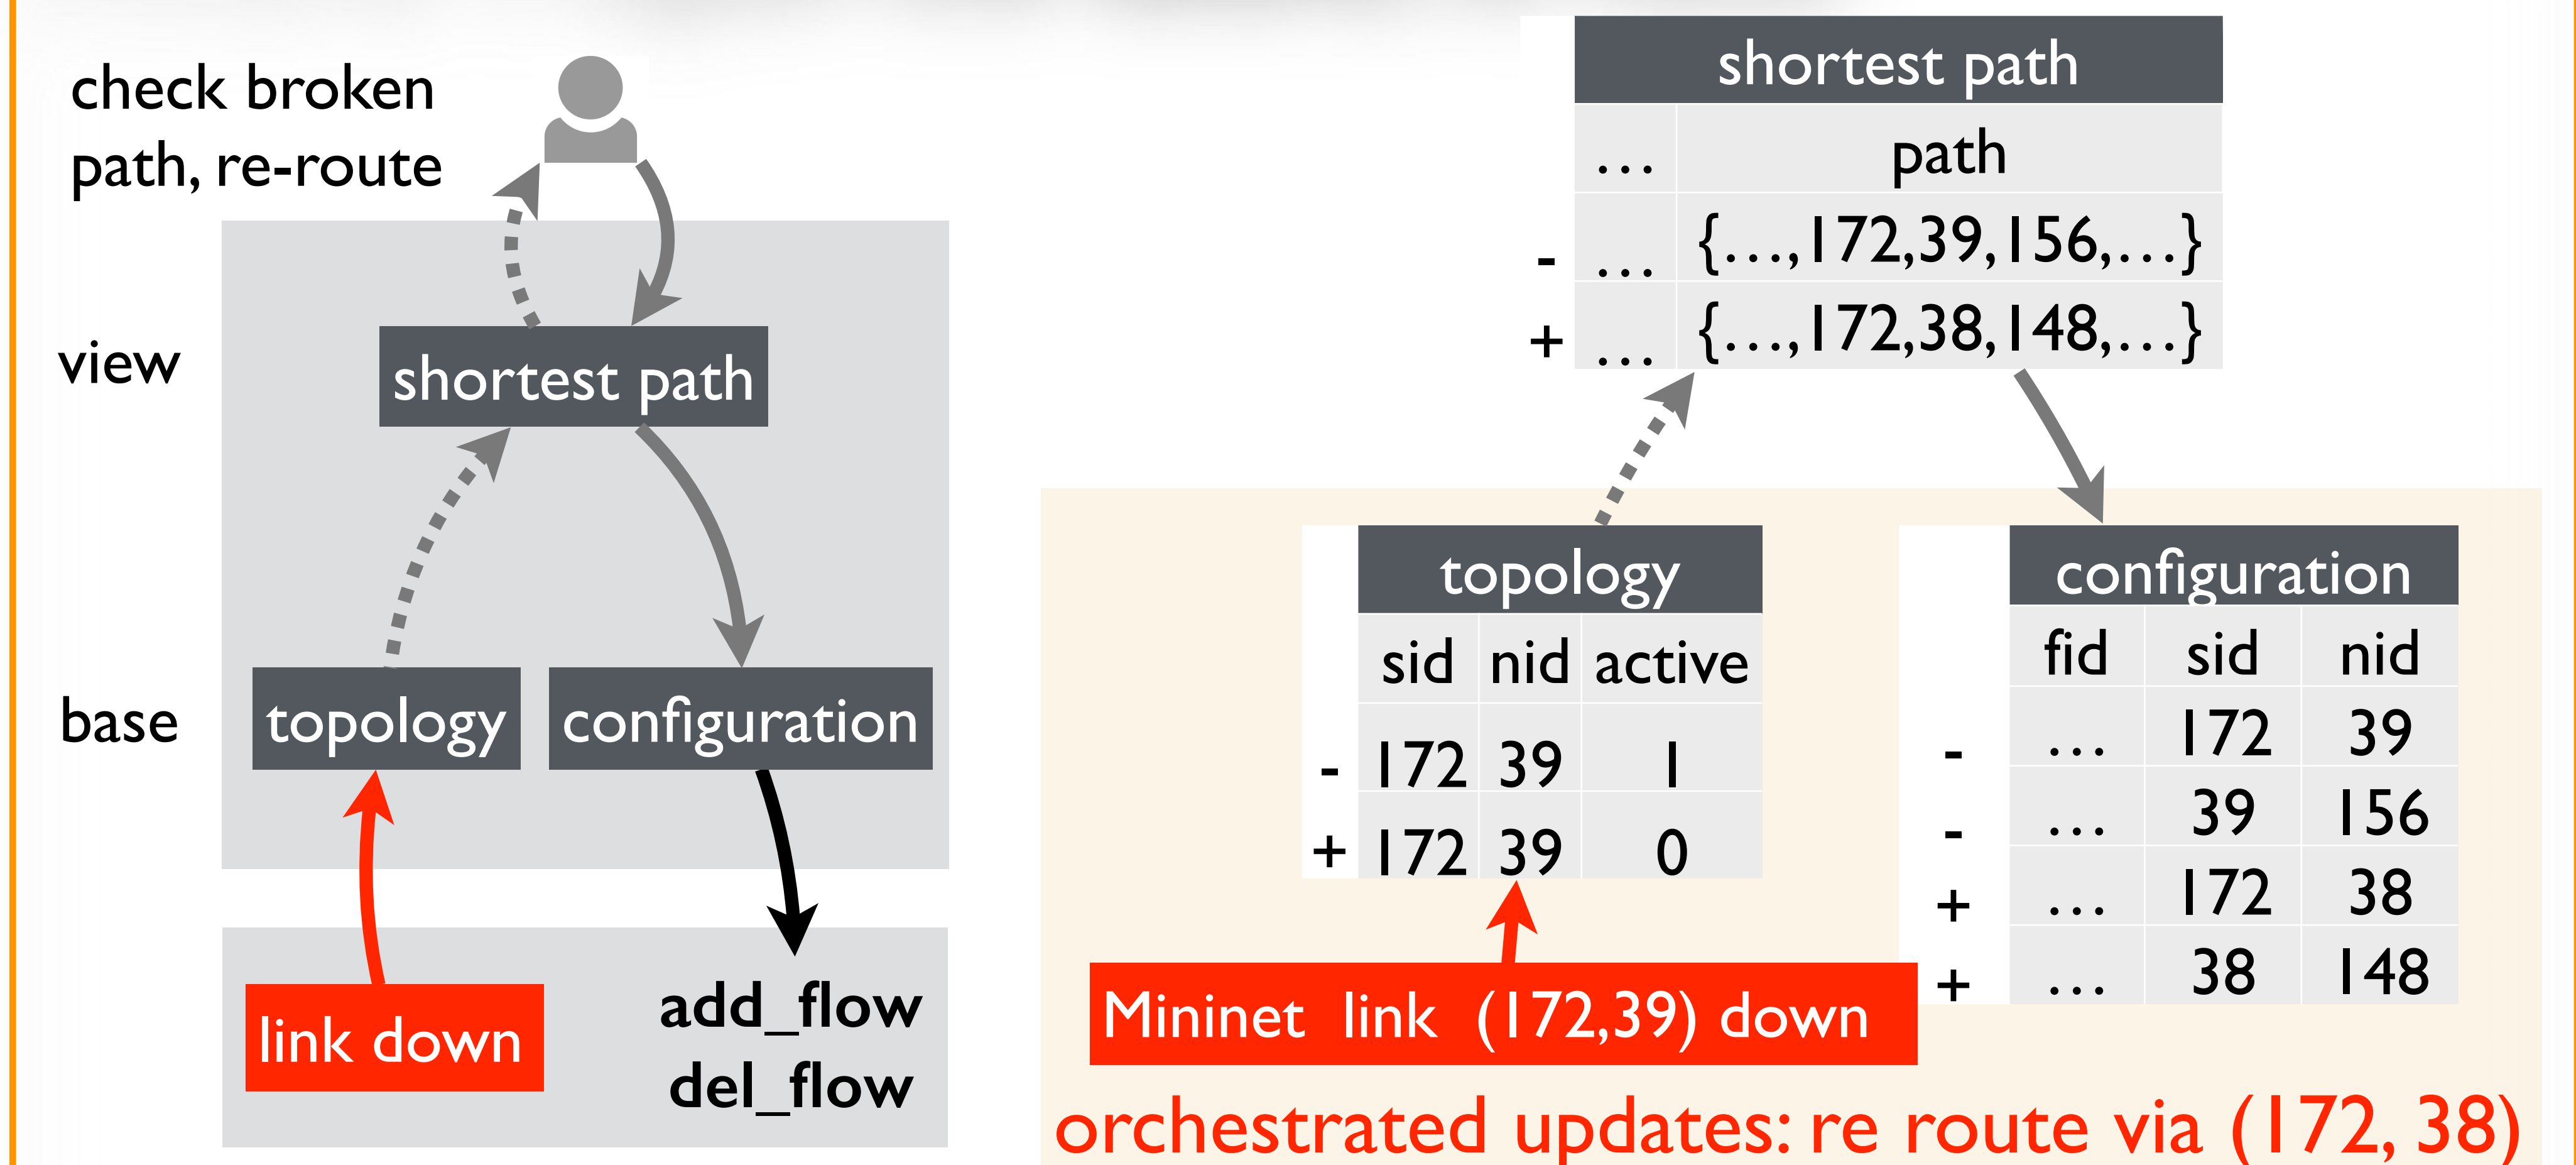 check broken
path, re-route
view
shortest path
base
topology
configuration
link down
add_flow
del_flow
shortest path
… path
- … {…,172,39,156,…}
+ … {…,172,38,148,…}
topology
sid nid active
- 172 39 1
+ 172 39 0
Mininet link (172,39) down
configuration
fid sid nid
- … 172 39
- … 39 156
+ … 172 38
+ … 38 148
orchestrated updates: re route via (172, 38)